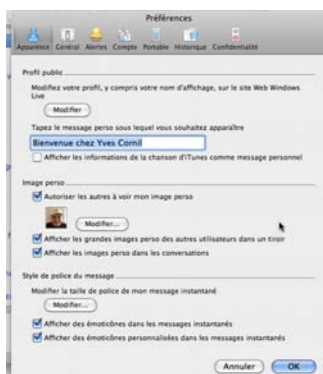 Préférences
Apparence Général Alertes Compte Portable Historique Confidentialité
Profil public
Modifiez votre profil, y compris votre nom d'affichage, sur le site Web Windows
Live
Modifier
Tapez le message perso sous lequel vous souhaitez apparaître
Bienvenue chez Yves Cornil
Afficher les informations de la chanson d'iTunes comme message personnel
Image perso
Autoriser les autres à voir mon image perso
Modifier...
Afficher les grandes images perso des autres utilisateurs dans un tiroir
Afficher les images perso dans les conversations
Style de police du message
Modifier la taille de police de mon message instantané
Modifier...
Afficher des émoticônes dans les messages instantanés
Afficher des émoticônes personnalisées dans les messages instantanés
Annuler OK